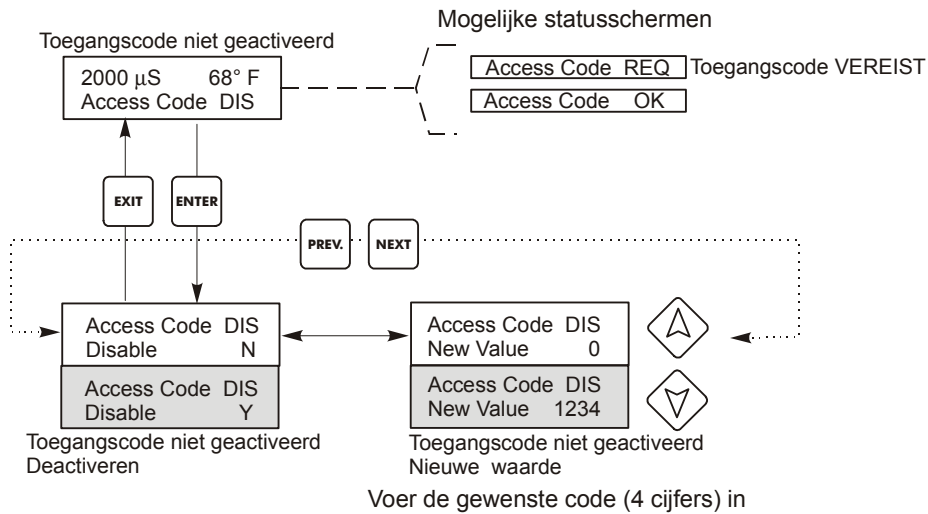 Mogelijke statusschermen
Toegangscode niet geactiveerd
2000 μS 68° F
Access Code DIS
Access Code REQ Toegangscode VEREIST
Access Code OK
EXIT
ENTER
PREV.
NEXT
Access Code DIS
Disable N
Access Code DIS
Disable Y
Toegangscode niet geactiveerd
Deactiveren
Access Code DIS
New Value 0
Access Code DIS
New Value 1234
Toegangscode niet geactiveerd
Nieuwe waarde
Voer de gewenste code (4 cijfers) in